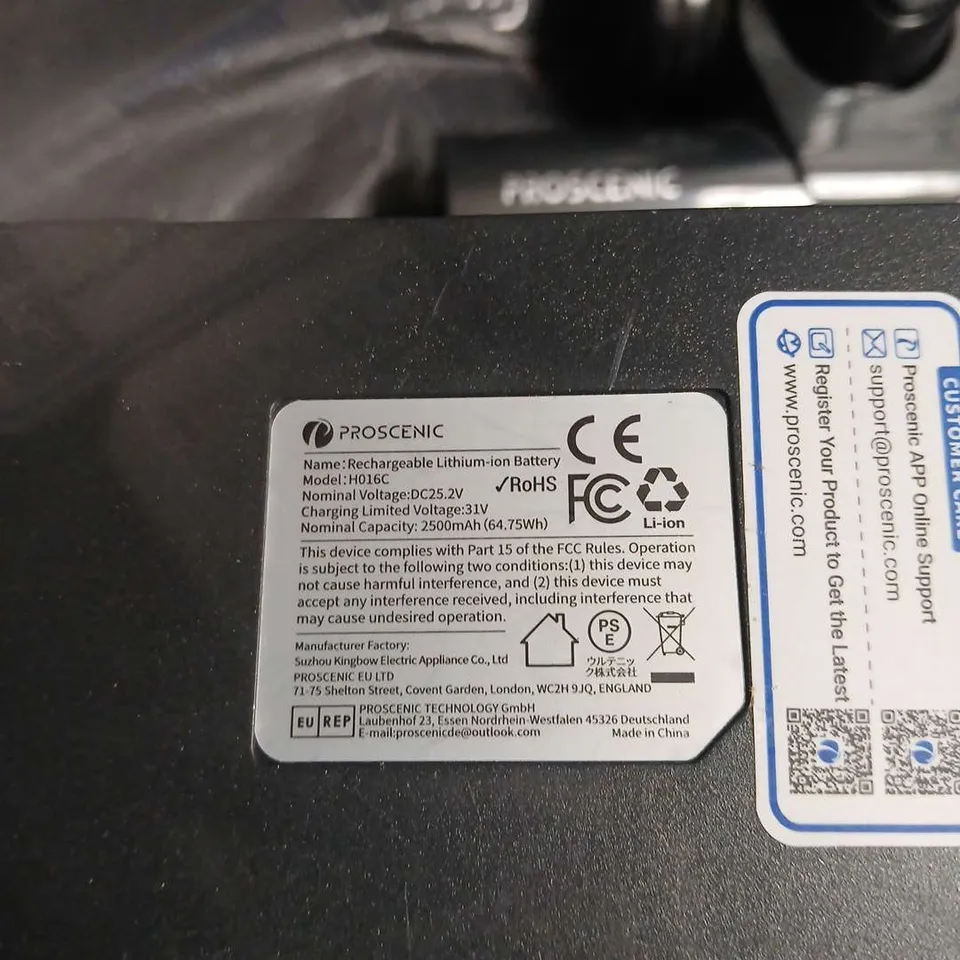 PROSCENIC
PROSCENIC
CE
Name:Rechargeable Lithium-ion Battery
Model:H016C
Nominal Voltage:DC25.2V
Charging Limited Voltage:31V
Nominal Capacity: 2500mAh (64.75Wh)
✓RoHS
FC
Li-ion
This device complies with Part 15 of the FCC Rules. Operation
is subject to the following two conditions:(1) this device may
not cause harmful interference, and (2) this device must
accept any interference received, including interference that
may cause undesired operation.
Manufacturer Factory:
Suzhou Kingbow Electric Appliance Co., Ltd
PROSCENIC EU LTD
71-75 Shelton Street, Covent Garden, London, WC2H 9JQ, ENGLAND
PS
E
ウルテニッ
ク株式会社
EU REP
PROSCENIC TECHNOLOGY GmbH
Laubenhof 23, Essen Nordrhein-Westfalen 45326 Deutschland
E-mail:proscenicde@outlook.com
Made in China
CUSTOMER CARE
Proscenic APP Online Support
support@proscenic.com
Register Your Product to Get the Latest
www.proscenic.com